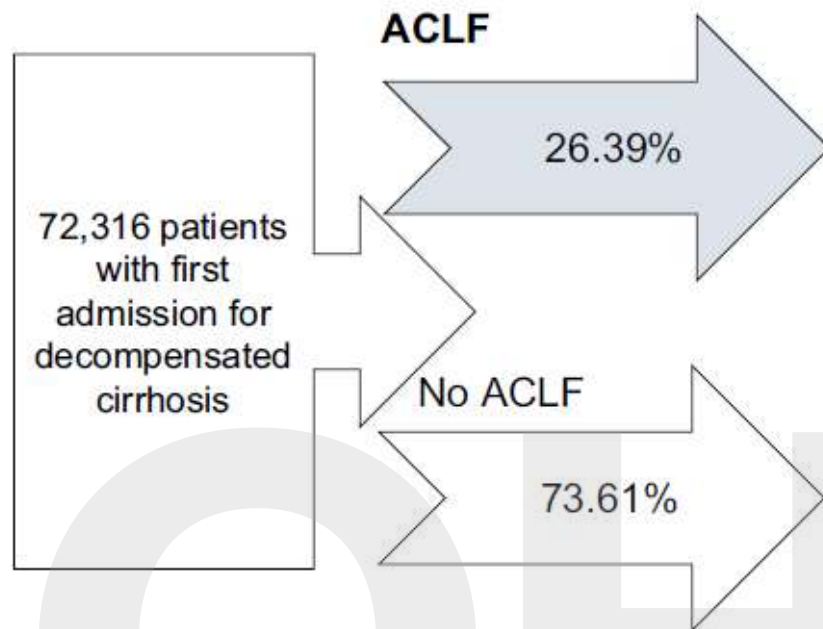 ACLF
26.39%
72,316 patients
with first
admission for
decompensated
cirrhosis
No ACLF
73.61%